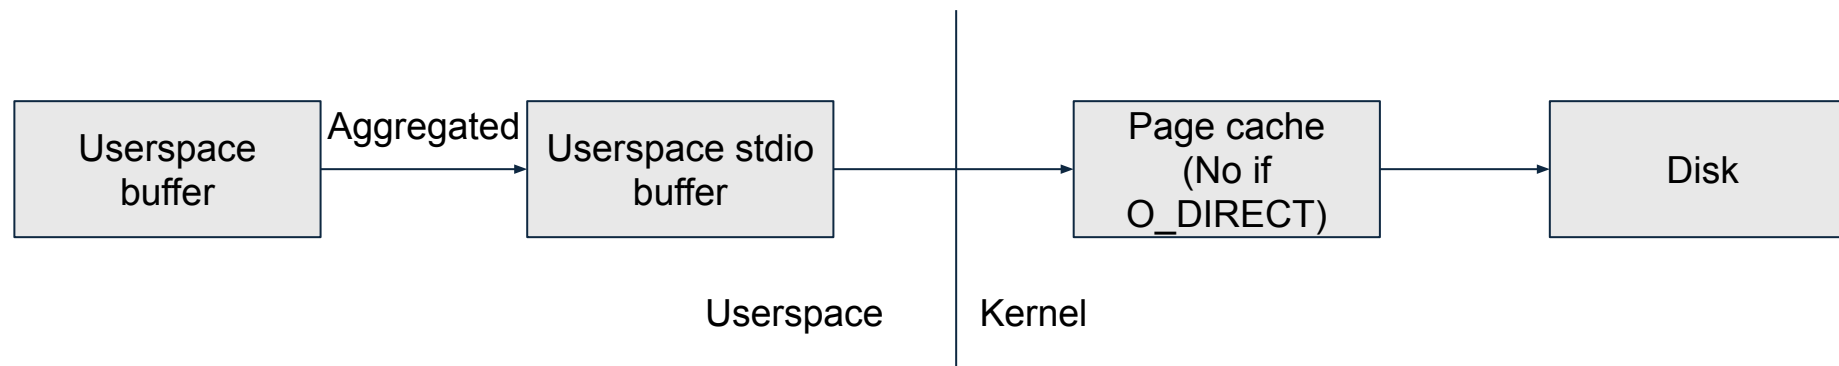 Userspace
buffer
Aggregated
Userspace stdio
buffer
Page cache
(No if
O_DIRECT)
Disk
Userspace
Kernel